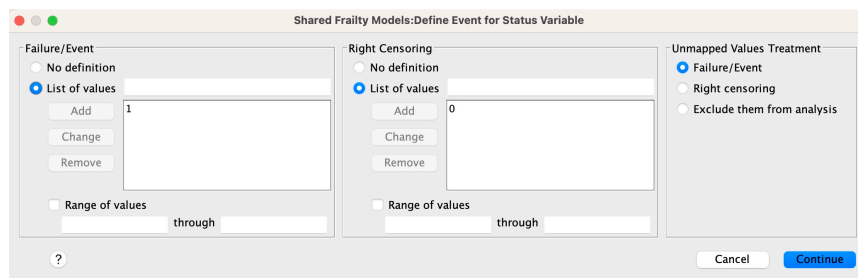 Shared Frailty Models:Define Event for Status Variable
Failure/Event
No definition
List of values
Add
1
Change
Remove
Range of values
through
Right Censoring
No definition
List of values
Add
0
Change
Remove
Range of values
through
Unmapped Values Treatment
Failure/Event
Right censoring
Exclude them from analysis
?
Cancel
Continue